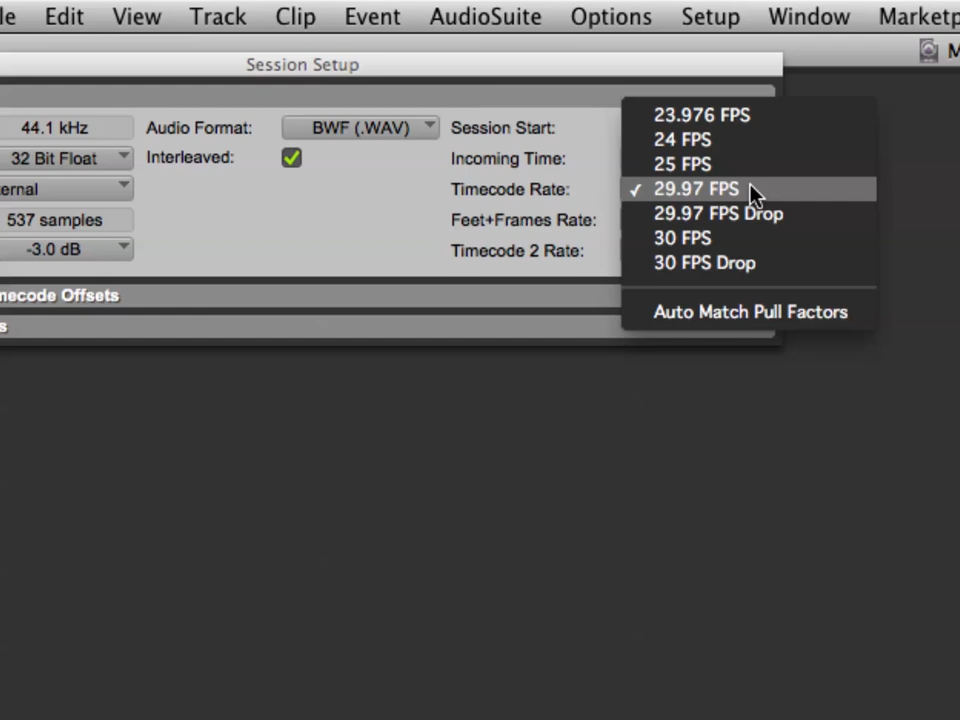 le Edit View Track Clip Event AudioSuite Options Setup Window Marketp
M
Session Setup
44.1 kHz Audio Format: BWF (.WAV) Session Start:
32 Bit Float Interleaved: Incoming Time:
ernal Timecode Rate:
537 samples Feet+Frames Rate:
-3.0 dB Timecode 2 Rate:
mecode Offsets
s
23.976 FPS
24 FPS
25 FPS
✓ 29.97 FPS
29.97 FPS Drop
30 FPS
30 FPS Drop
Auto Match Pull Factors